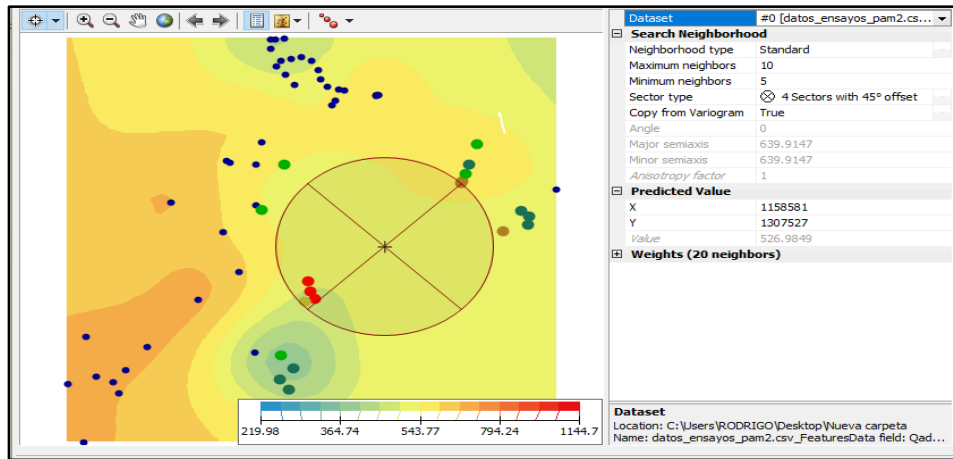 Dataset #0 [datos_ensayos_pam2.cs...
Search Neighborhood
Neighborhood type Standard
Maximum neighbors 10
Minimum neighbors 5
Sector type 4 Sectors with 45° offset
Copy from Variogram True
Angle 0
Major semiaxis 639.9147
Minor semiaxis 639.9147
Anisotropy factor 1
Predicted Value
X 1158581
Y 1307527
Value 526.9849
Weights (20 neighbors)
219.98 364.74 543.77 794.24 1144.7
Dataset
Location: C:\Users\RODRIGO\Desktop\Nueva carpeta
Name: datos_ensayos_pam2.csv_FeaturesData field: Qad...